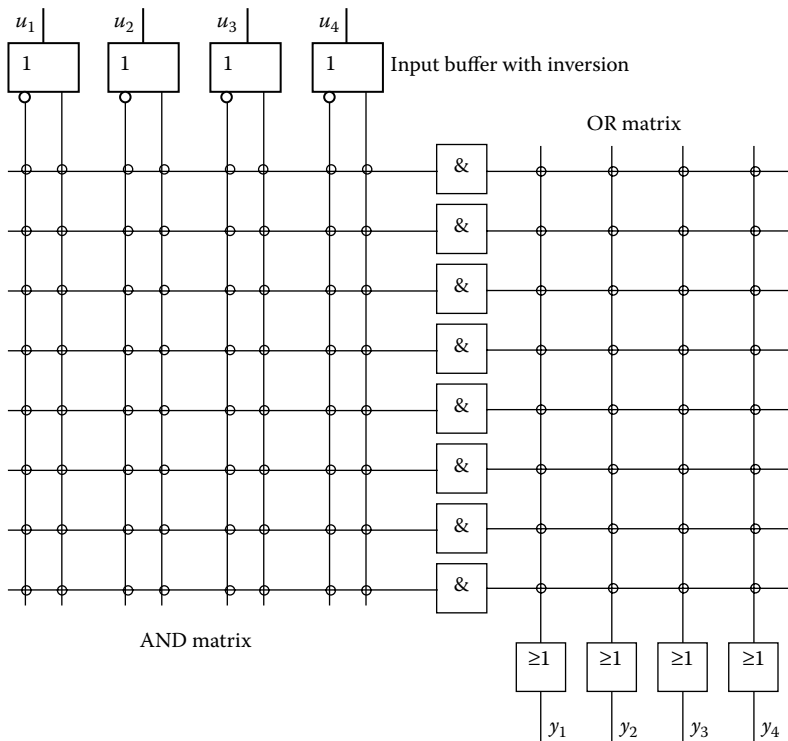 u1 u2 u3 u4
1 1 1 1 Input buffer with inversion
OR matrix
&
&
&
&
&
&
&
&
AND matrix
≥1 ≥1 ≥1 ≥1
y1 y2 y3 y4